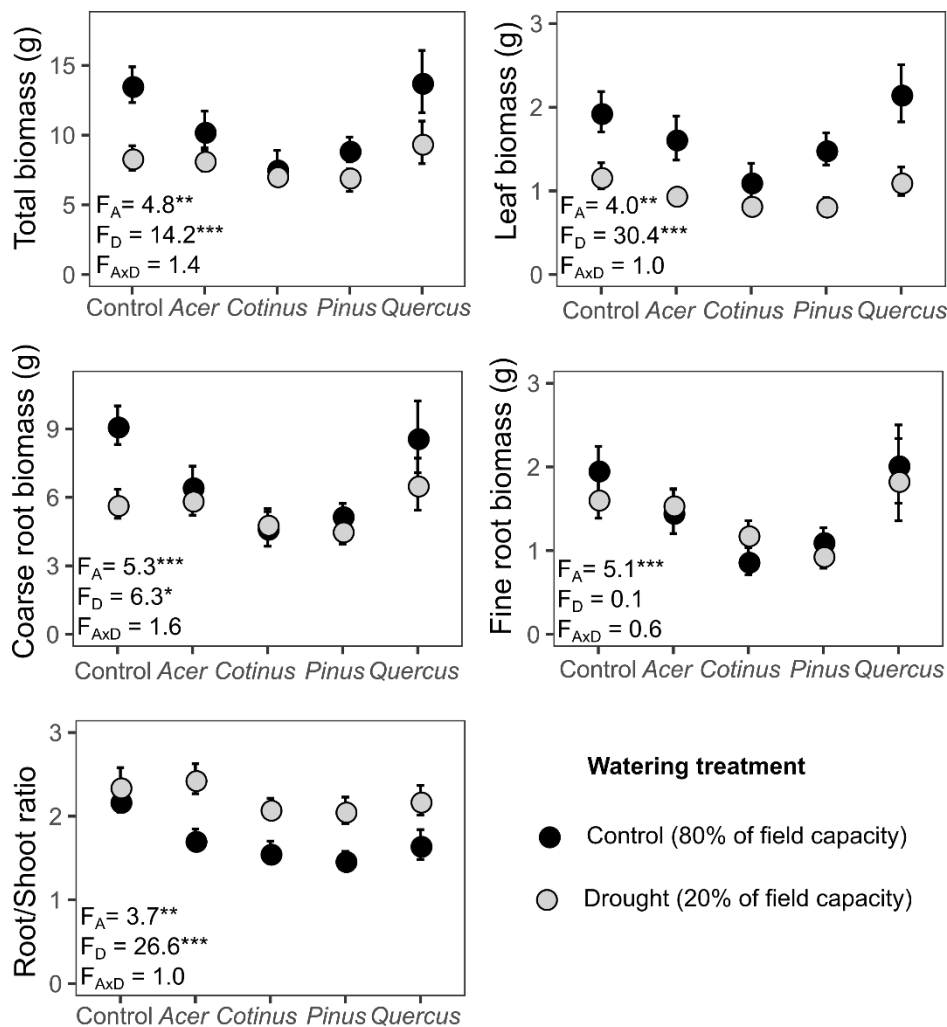 Total biomass (g)
15
10
5
0
F_A= 4.8**
F_D = 14.2***
F_AxD = 1.4
Control Acer Cotinus Pinus Quercus
Leaf biomass (g)
3
2
1
0
F_A = 4.0**
F_D = 30.4***
F_AxD = 1.0
Control Acer Cotinus Pinus Quercus
Coarse root biomass (g)
9
6
3
0
F_A = 5.3***
F_D = 6.3*
F_AxD = 1.6
Control Acer Cotinus Pinus Quercus
Fine root biomass (g)
3
2
1
0
F_A = 5.1***
F_D = 0.1
F_AxD = 0.6
Control Acer Cotinus Pinus Quercus
Root/Shoot ratio
3
2
1
0
F_A= 3.7**
F_D = 26.6***
F_AxD = 1.0
Control Acer Cotinus Pinus Quercus
Watering treatment
Control (80% of field capacity)
Drought (20% of field capacity)